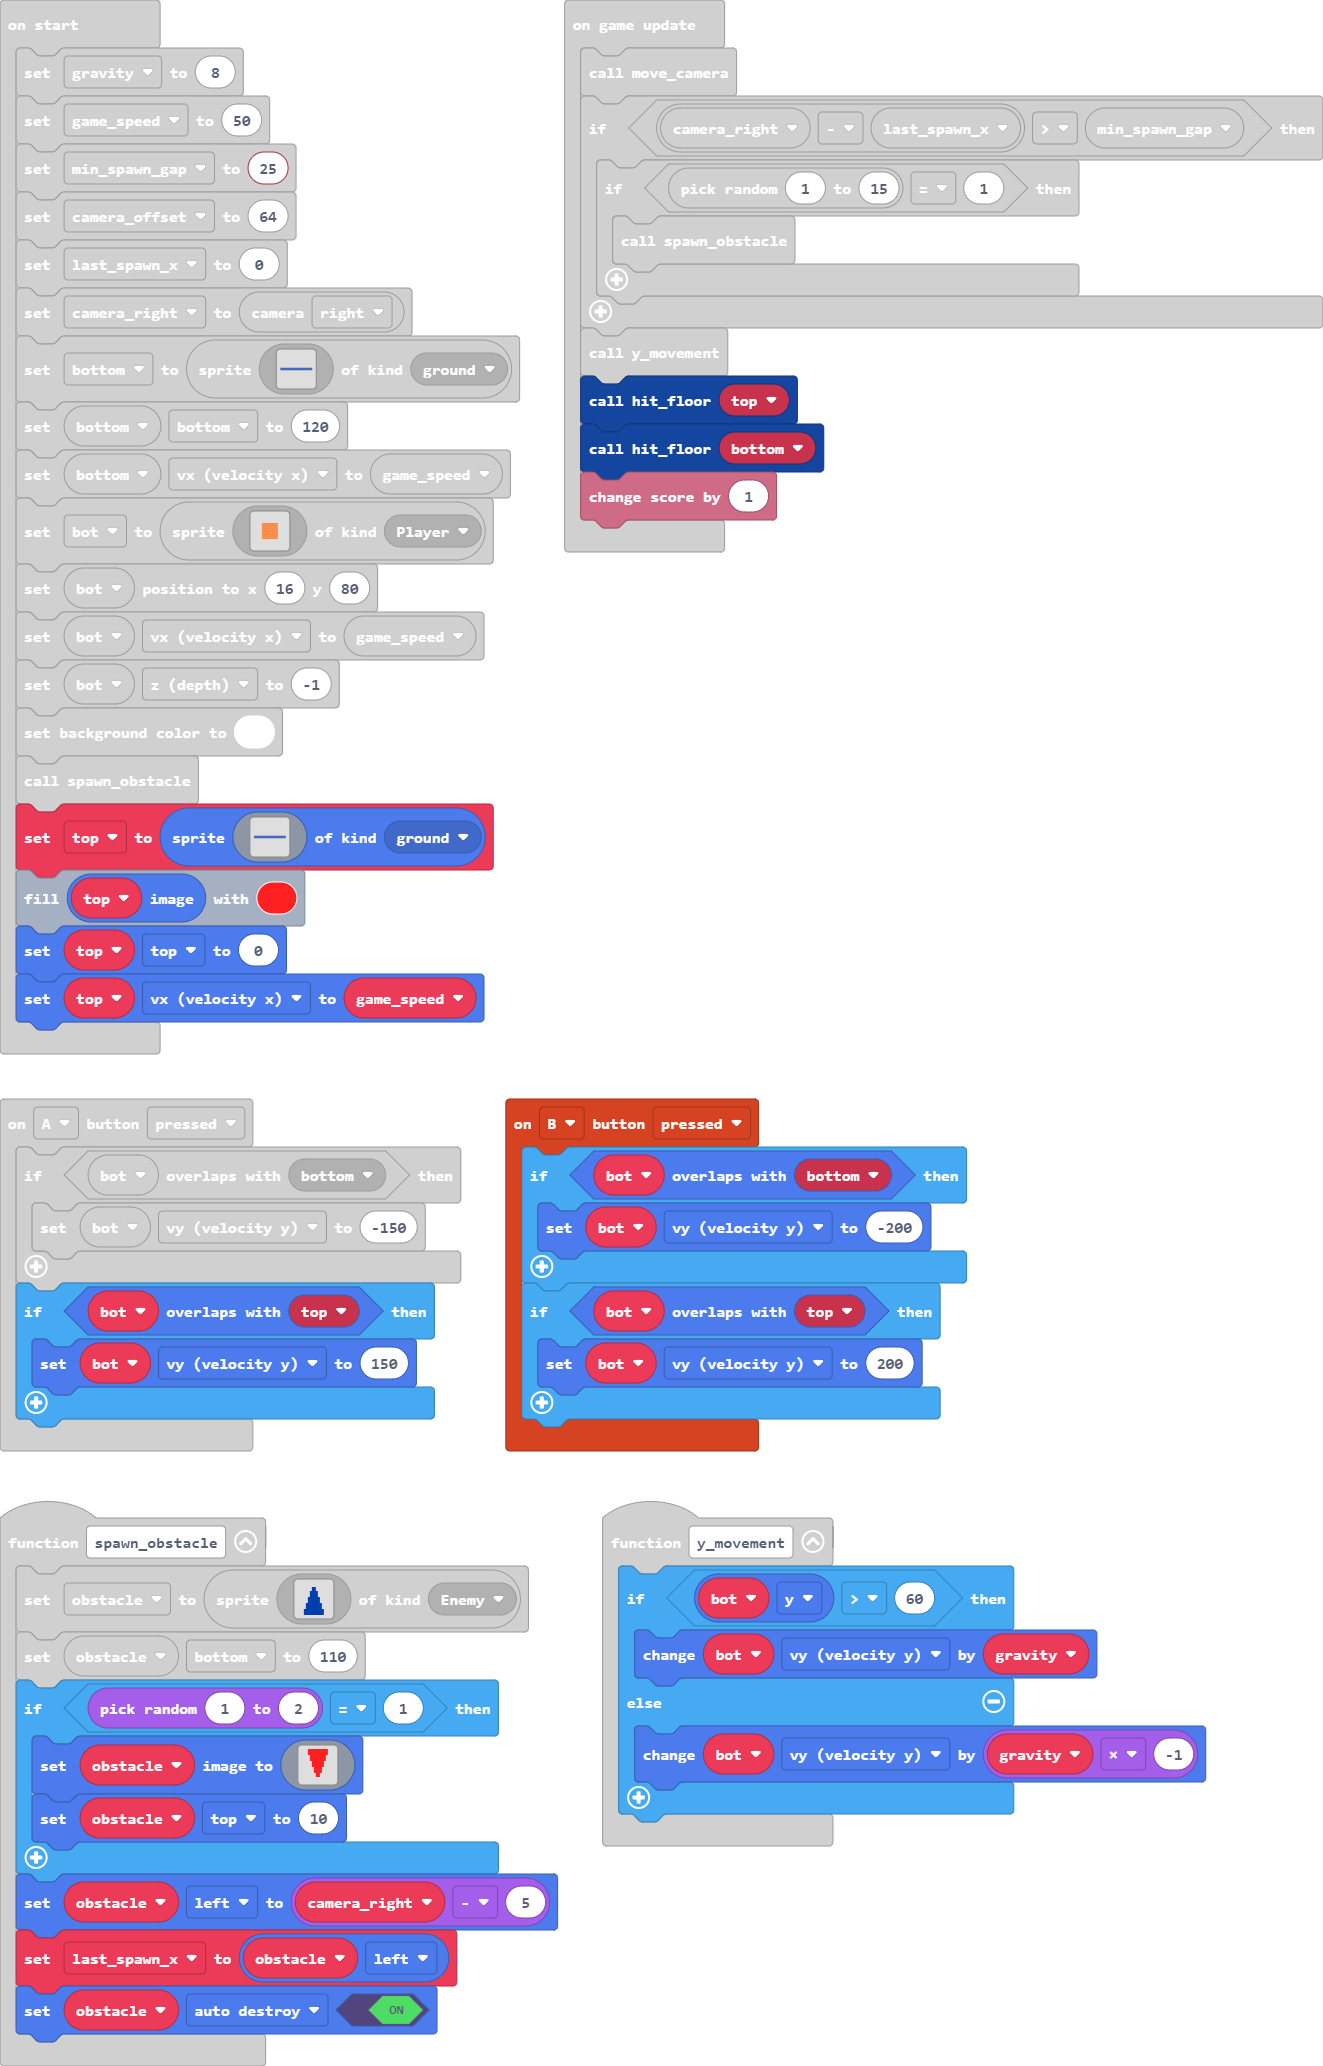 on start
set gravity to 8
set game_speed to 50
set min_spawn_gap to 25
set camera_offset to 64
set last_spawn_x to 0
set camera_right to camera right
set bottom to sprite of kind ground
set bottom bottom to 120
set bottom vx (velocity x) to game_speed
set bot to sprite of kind Player
set bot position to x 16 y 80
set bot vx (velocity x) to game_speed
set bot z (depth) to -1
set background color to
call spawn_obstacle
set top to sprite of kind ground
fill top image with
set top top to 0
set top vx (velocity x) to game_speed
on game update
call move_camera
if camera_right - last_spawn_x > min_spawn_gap then
if pick random 1 to 15 = 1 then
call spawn_obstacle
call y_movement
call hit_floor top
call hit_floor bottom
change score by 1
on A button pressed
if bot overlaps with bottom then
set bot vy (velocity y) to -150
if bot overlaps with top then
set bot vy (velocity y) to 150
on B button pressed
if bot overlaps with bottom then
set bot vy (velocity y) to -200
if bot overlaps with top then
set bot vy (velocity y) to 200
function spawn_obstacle
set obstacle to sprite of kind Enemy
set obstacle bottom to 110
if pick random 1 to 2 = 1 then
set obstacle image to
set obstacle top to 10
set obstacle left to camera_right - 5
set last_spawn_x to obstacle left
set obstacle auto destroy ON
function y_movement
if bot y > 60 then
change bot vy (velocity y) by gravity
else
change bot vy (velocity y) by gravity × -1